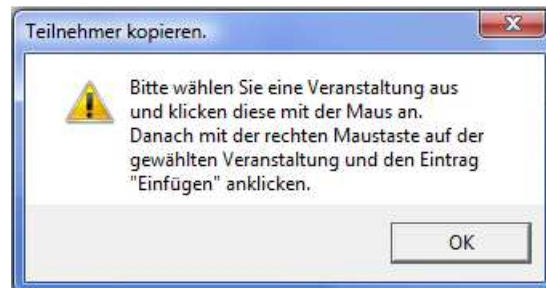 Teilnehmer kopieren.
Bitte wählen Sie eine Veranstaltung aus
und klicken diese mit der Maus an.
Danach mit der rechten Maustaste auf der
gewählten Veranstaltung und den Eintrag
"Einfügen" anklicken.
OK